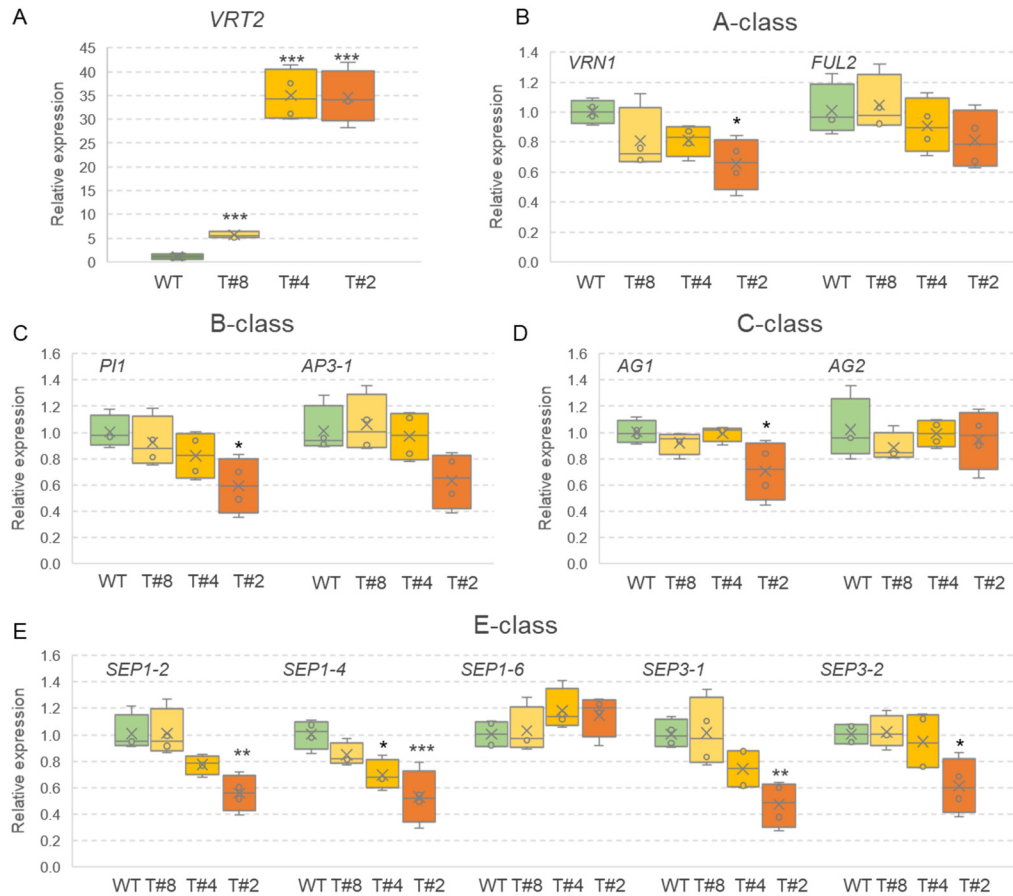 A
VRT2
Relative expression
45
40
35
30
25
20
15
10
5
0
***
***
***
WT T#8 T#4 T#2
B
A-class
Relative expression
1.4
1.2
1.0
0.8
0.6
0.4
0.2
0.0
VRN1 FUL2
*
WT T#8 T#4 T#2 WT T#8 T#4 T#2
C
B-class
Relative expression
1.6
1.4
1.2
1.0
0.8
0.6
0.4
0.2
0.0
PI1 AP3-1
*
WT T#8 T#4 T#2 WT T#8 T#4 T#2
D
C-class
Relative expression
1.6
1.4
1.2
1.0
0.8
0.6
0.4
0.2
0.0
AG1 AG2
*
WT T#8 T#4 T#2 WT T#8 T#4 T#2
E
E-class
Relative expression
1.6
1.4
1.2
1.0
0.8
0.6
0.4
0.2
0.0
SEP1-2 SEP1-4 SEP1-6 SEP3-1 SEP3-2
** * *** ** *
WT T#8 T#4 T#2 WT T#8 T#4 T#2 WT T#8 T#4 T#2 WT T#8 T#4 T#2 WT T#8 T#4 T#2